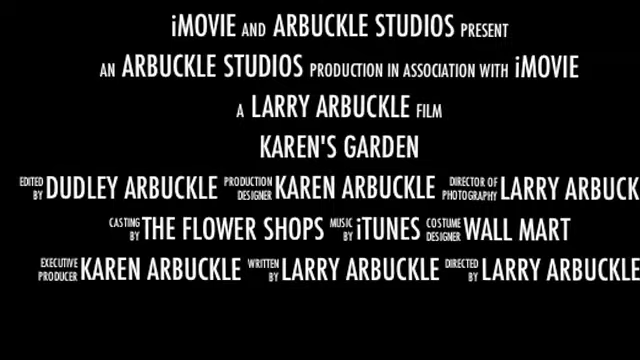 iMOVIE AND ARBUCKLE STUDIOS PRESENT
AN ARBUCKLE STUDIOS PRODUCTION IN ASSOCIATION WITH iMOVIE
A LARRY ARBUCKLE FILM
KAREN'S GARDEN
EDITED BY DUDLEY ARBUCKLE PRODUCTION DESIGNER KAREN ARBUCKLE DIRECTOR OF PHOTOGRAPHY LARRY ARBUCK
CASTING BY THE FLOWER SHOPS MUSIC BY iTUNES COSTUME DESIGNER WALL MART
EXECUTIVE PRODUCER KAREN ARBUCKLE WRITTEN BY LARRY ARBUCKLE DIRECTED BY LARRY ARBUCKLE